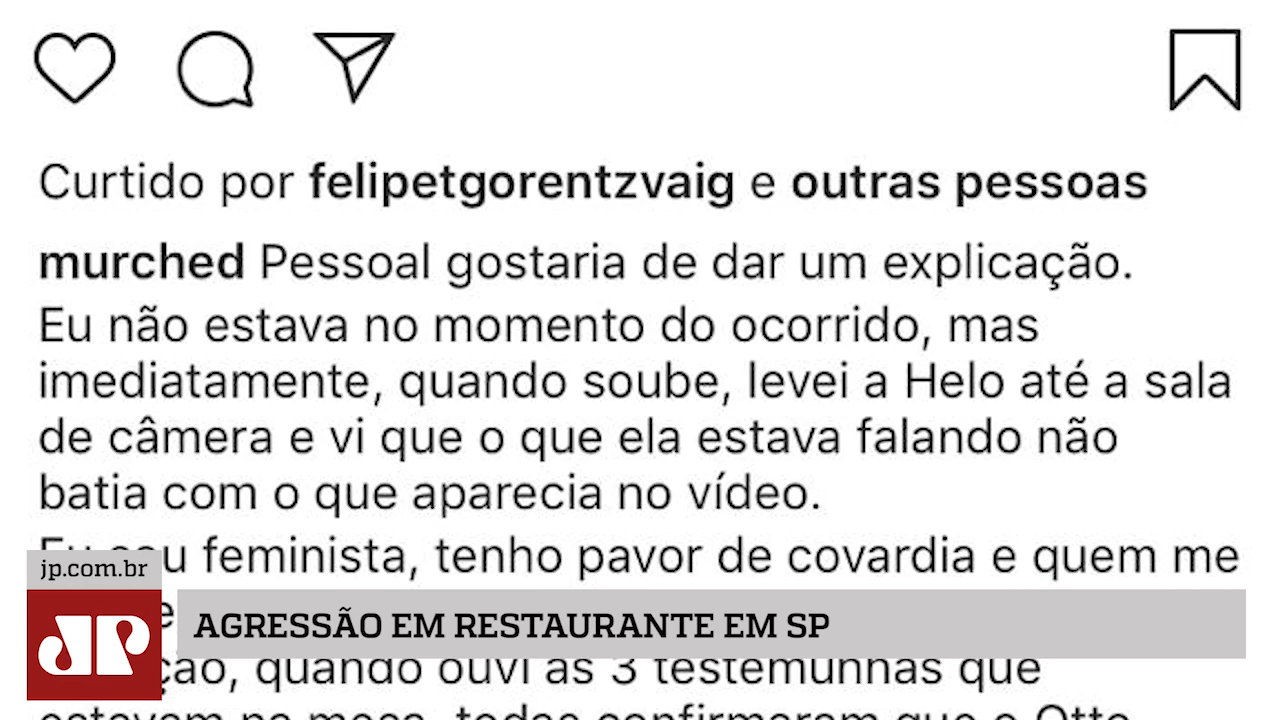 Curtido por felipetgorentzvaig e outras pessoas
murched Pessoal gostaria de dar um explicação.
Eu não estava no momento do ocorrido, mas
imediatamente, quando soube, levei a Helo até a sala
de câmera e vi que o que ela estava falando não
batia com o que aparecia no vídeo.
Eu sou feminista, tenho pavor de covardia e quem me
jp.com.br
JP
AGRESSÃO EM RESTAURANTE EM SP
quando ouvi as 3 testemunhas que